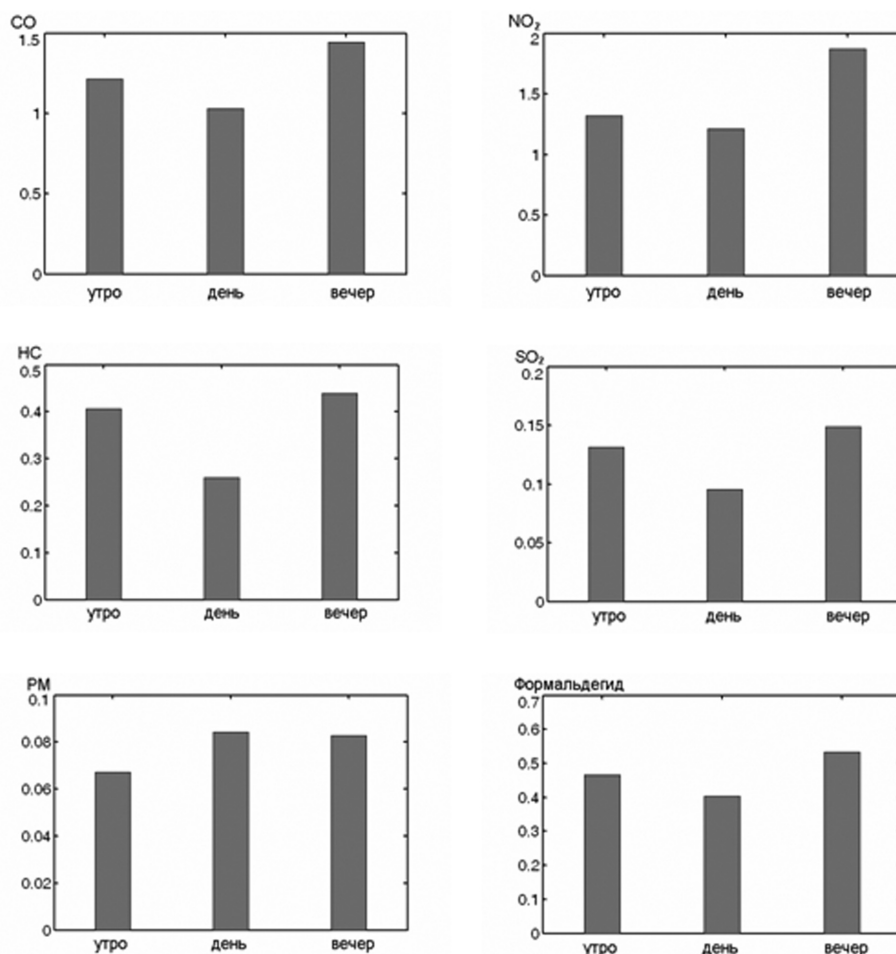 CO
1.5
1
0.5
0
утро день вечер
NO₂
2
1.5
1
0.5
0
утро день вечер
HC
0.5
0.4
0.3
0.2
0.1
0
утро день вечер
SO₂
0.2
0.15
0.1
0.05
0
утро день вечер
PM
0.1
0.08
0.06
0.04
0.02
0
утро день вечер
Формальдегид
0.7
0.6
0.5
0.4
0.3
0.2
0.1
0
утро день вечер